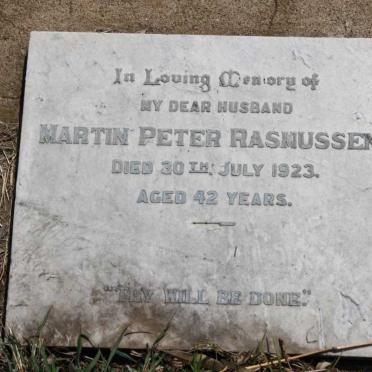 In Loving Memory of
MY DEAR HUSBAND
MARTIN PETER RASMUSSEN
DIED 30TH JULY 1923.
AGED 42 YEARS.
"THY WILL BE DONE."